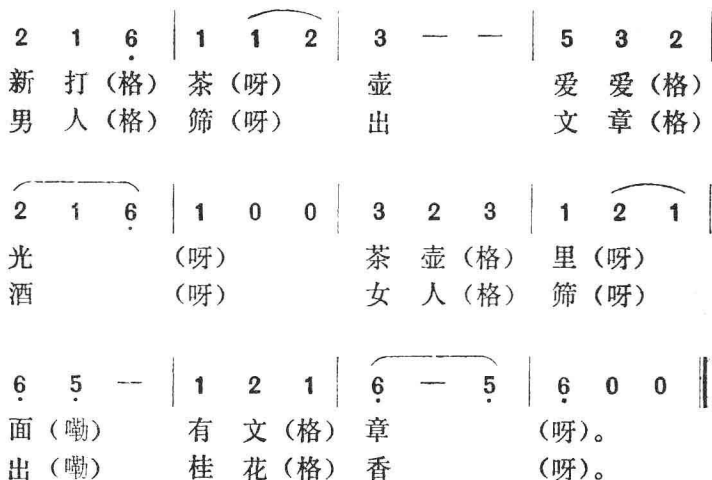 2 1 6̣ | 1 1 2 | 3 — — | 5 3 2 |
新 打（格） 茶（呀） 壶 爱 爱（格）
男 人（格） 筛（呀） 出 文 章（格）
2 1 6̣ | 1 0 0 | 3 2 3 | 1 2 1 |
光 （呀） 茶 壶（格） 里（呀）
酒 （呀） 女 人（格） 筛（呀）
6̣ 5̣ — | 1 2 1 | 6̣ — 5̣ | 6̣ 0 0 ‖
面（嘞） 有 文（格） 章 （呀）。
出（嘞） 桂 花（格） 香 （呀）。